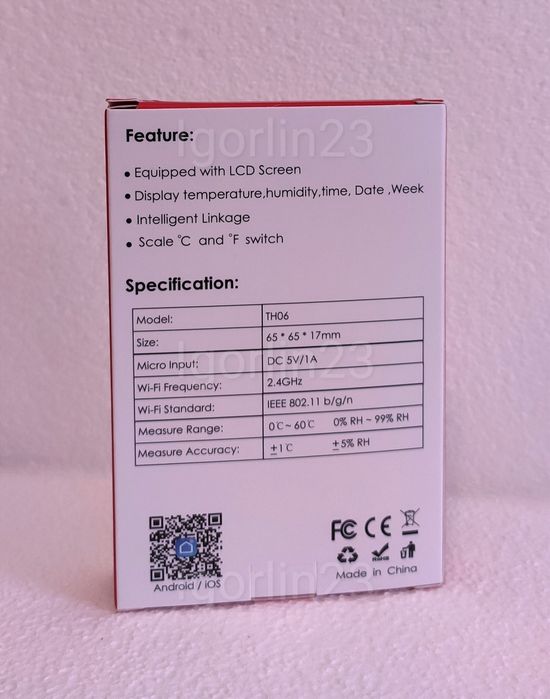 Igorlin23
Feature:
• Equipped with LCD Screen
• Display temperature,humidity,time, Date ,Week
• Intelligent Linkage
• Scale ℃ and ℉ switch
Specification:
Model: TH06
Size: 65 * 65 * 17mm
Igorlin23
Micro Input: DC 5V/1A
Wi-Fi Frequency: 2.4GHz
Wi-Fi Standard: IEEE 802.11 b/g/n
Measure Range: 0℃~ 60℃ 0% RH ~ 99% RH
Measure Accuracy: ±1℃ ±5% RH
FC CE
RoHS
Made in China
Android / iOS
Igorlin23